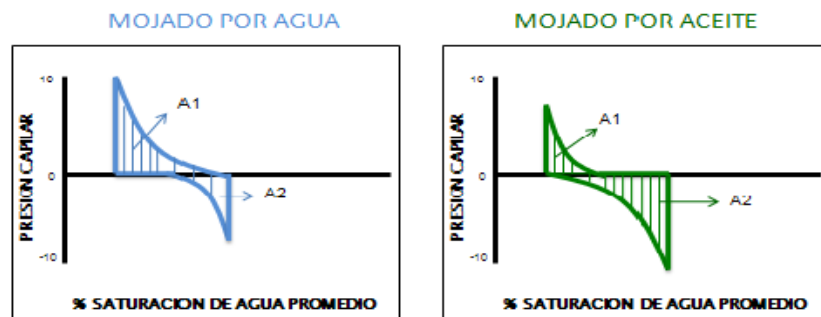 MOJADO POR AGUA
10
A1
0
A2
-10
PRESION CAPILAR
% SATURACION DE AGUA PROMEDIO
MOJADO POR ACEITE
10
A1
0
A2
-10
PRESION CAPILAR
% SATURACION DE AGUA PROMEDIO